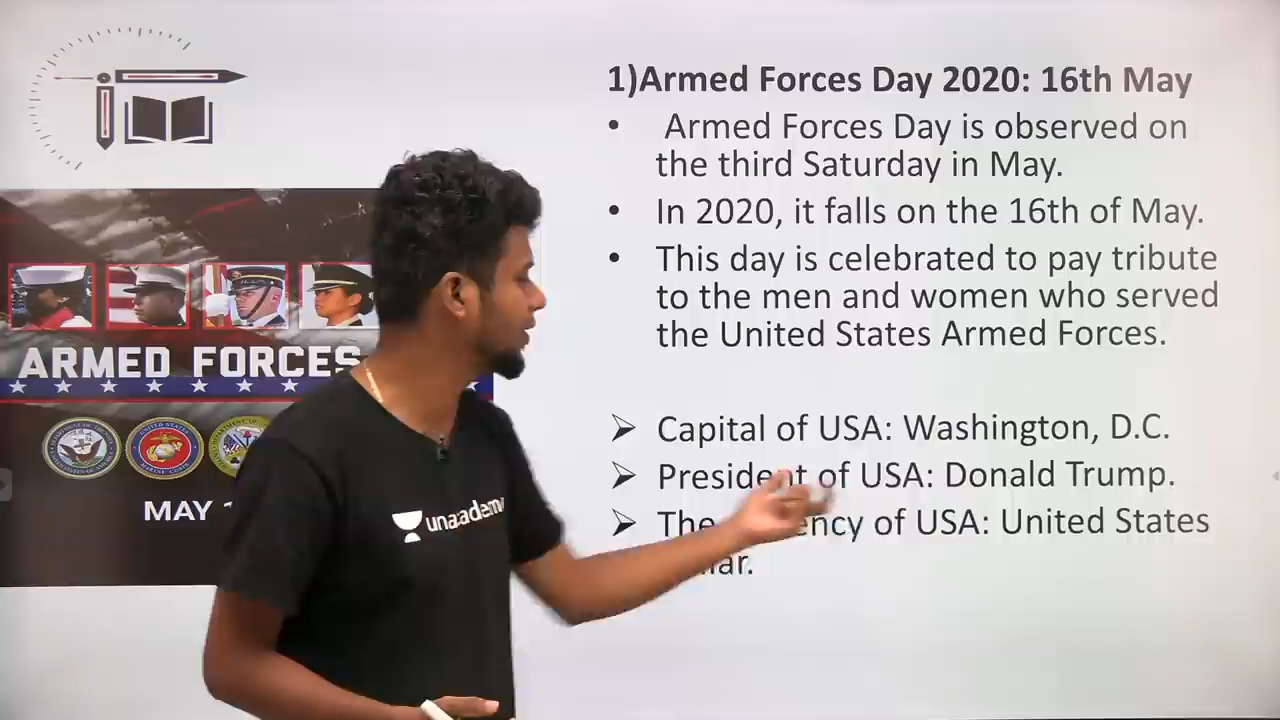 1)Armed Forces Day 2020: 16th May
• Armed Forces Day is observed on
the third Saturday in May.
• In 2020, it falls on the 16th of May.
• This day is celebrated to pay tribute
to the men and women who served
the United States Armed Forces.
➢ Capital of USA: Washington, D.C.
➢ President of USA: Donald Trump.
➢ The of USA: United States
ARMED FORCES
MAY
unacademy